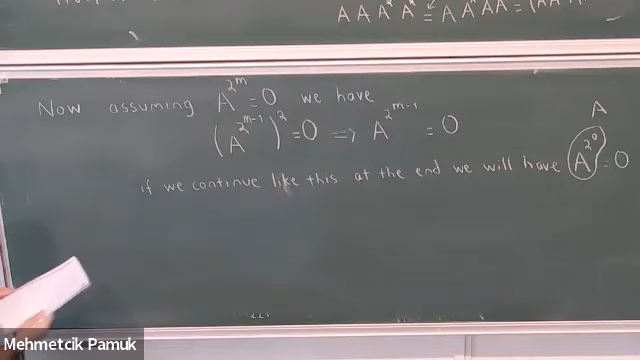 A A A* A* = A A* A A = (A A
Now assuming A^{2^m} = 0 we have
(A^{2^{m-1}})^2 = 0 => A^{2^{m-1}} = 0
A
if we continue like this at the end we will have A^{2^0} = 0
Mehmetcik Pamuk